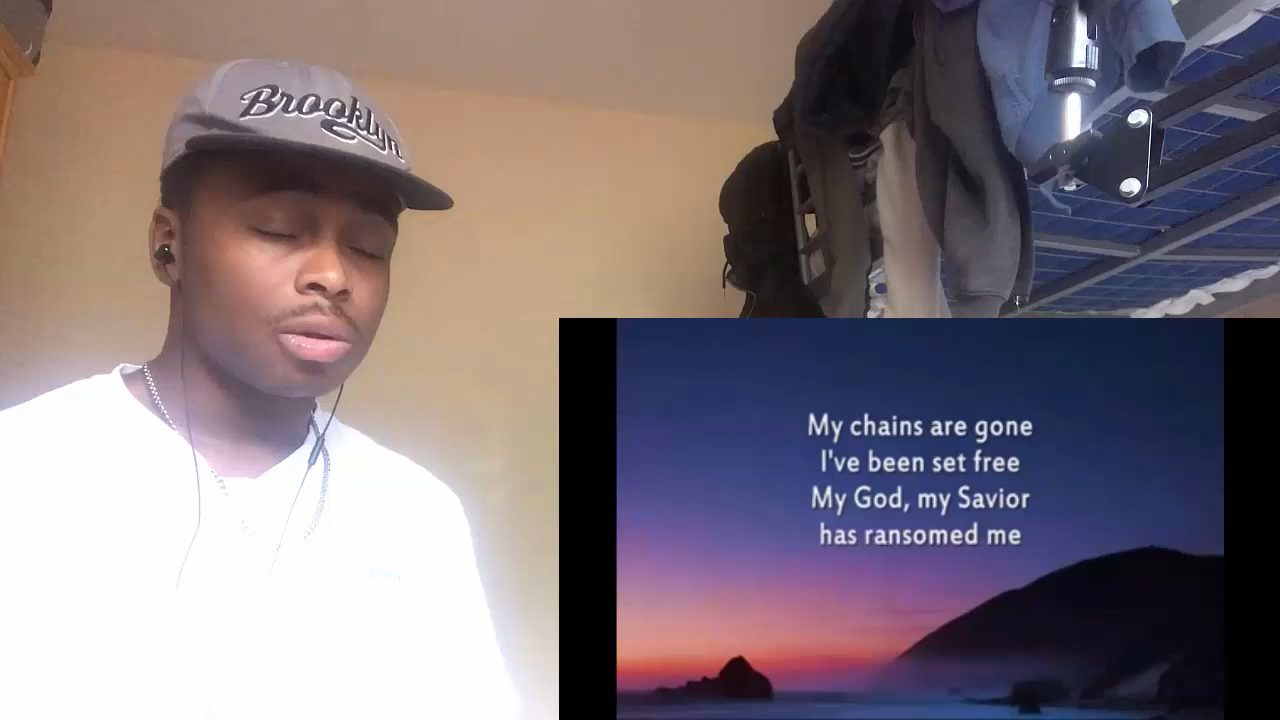 Brooklyn
My chains are gone
I've been set free
My God, my Savior
has ransomed me